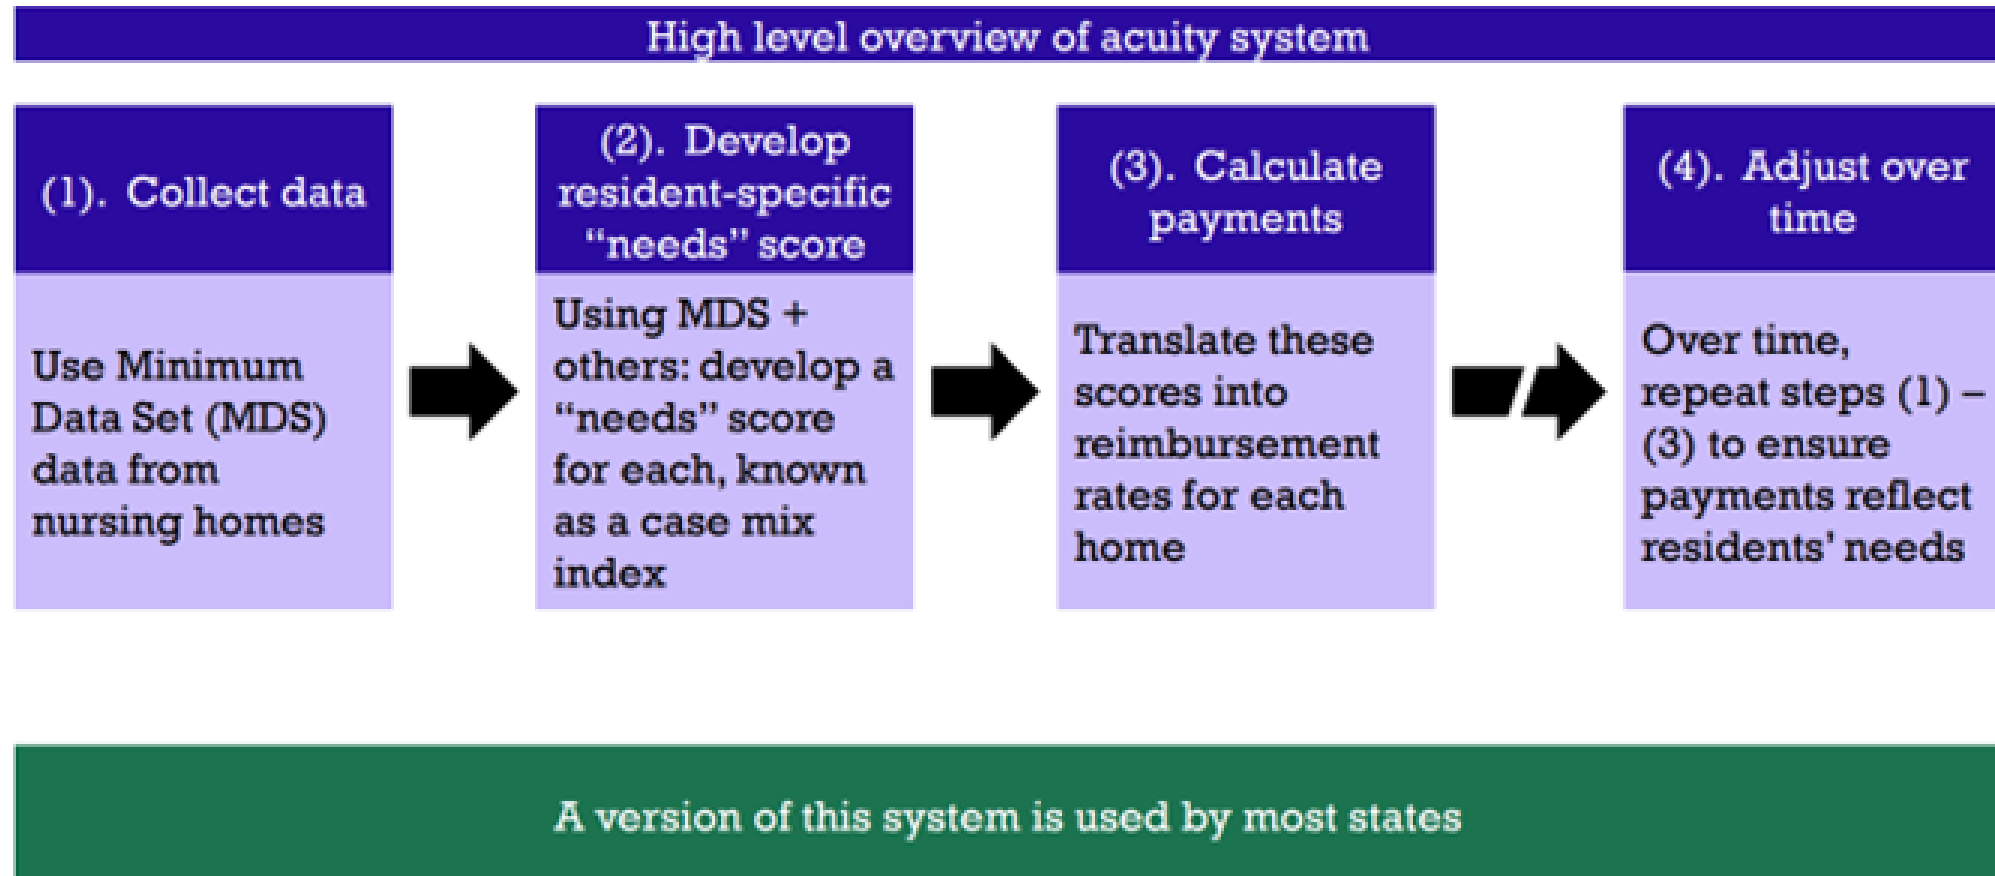 High level overview of acuity system
(1). Collect data
Use Minimum
Data Set (MDS)
data from
nursing homes
(2). Develop
resident-specific
“needs” score
Using MDS +
others: develop a
“needs” score
for each, known
as a case mix
index
(3). Calculate
payments
Translate these
scores into
reimbursement
rates for each
home
(4). Adjust over
time
Over time,
repeat steps (1) –
(3) to ensure
payments reflect
residents’ needs
A version of this system is used by most states